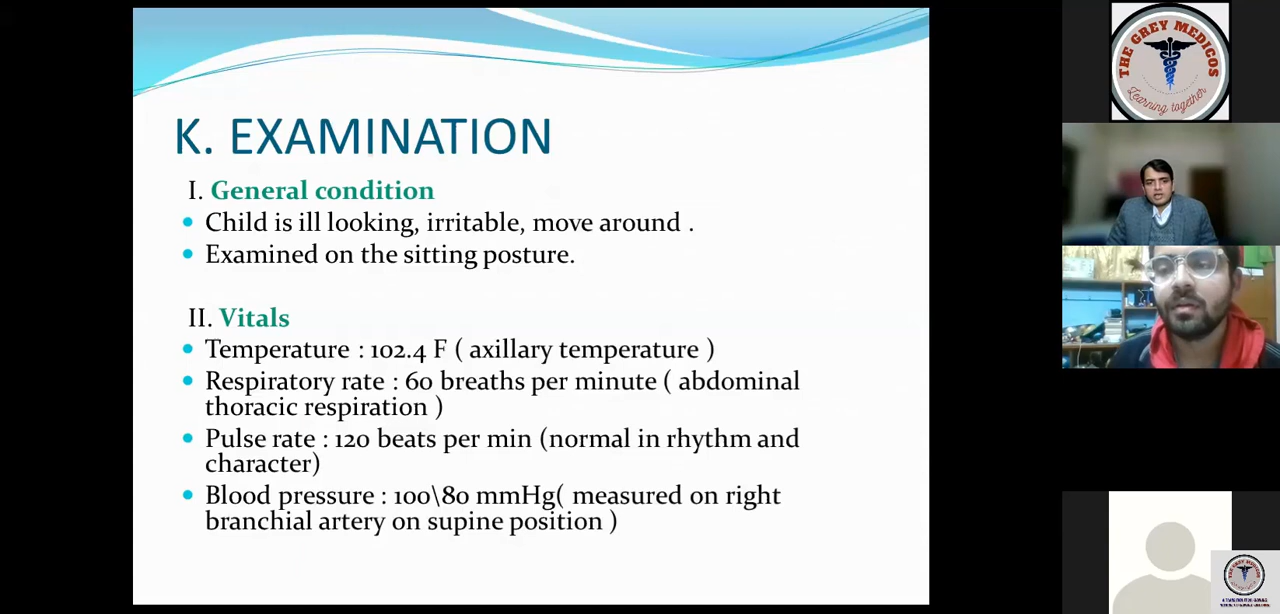 K. EXAMINATION
I. General condition
• Child is ill looking, irritable, move around .
• Examined on the sitting posture.
II. Vitals
• Temperature : 102.4 F ( axillary temperature )
• Respiratory rate : 60 breaths per minute ( abdominal
thoracic respiration )
• Pulse rate : 120 beats per min (normal in rhythm and
character)
• Blood pressure : 100\80 mmHg( measured on right
branchial artery on supine position )
THE GREY MEDICOS
Learning together
THE GREY MEDICOS